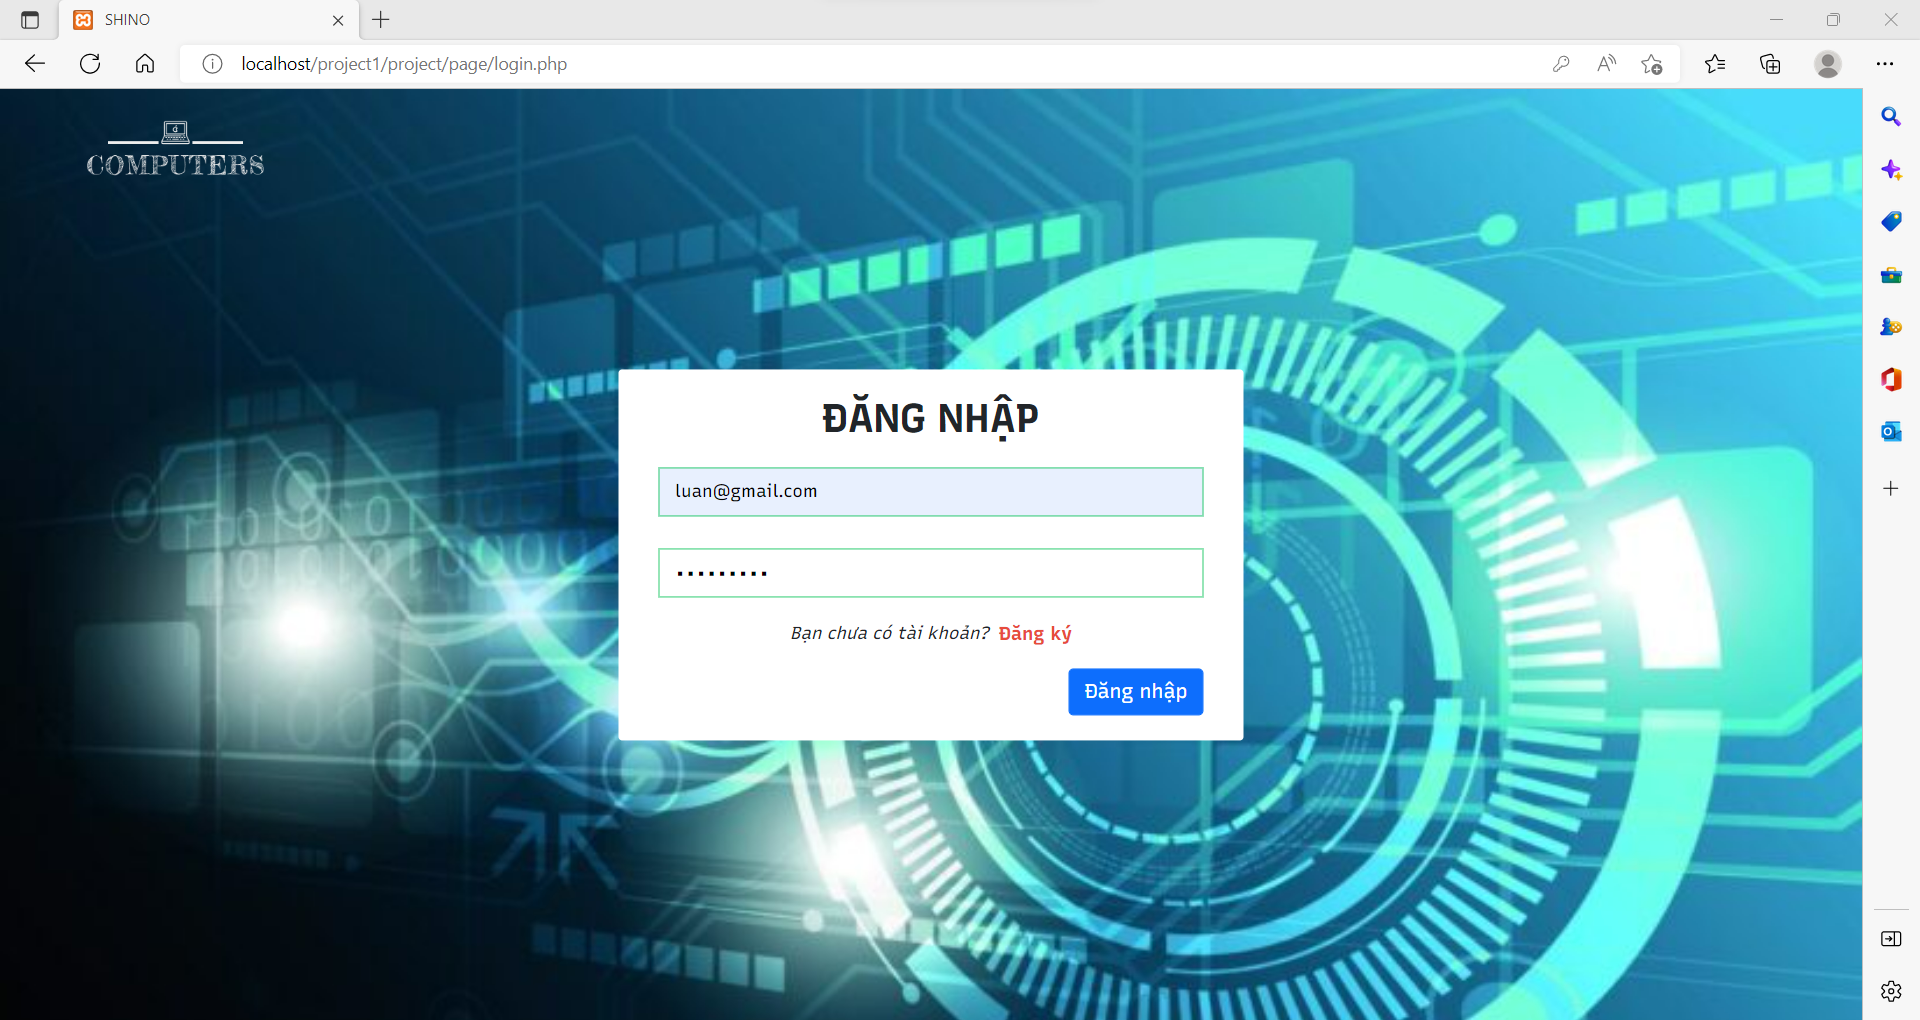 SHINO
localhost/project1/project/page/login.php
COMPUTERS
ĐĂNG NHẬP
luan@gmail.com
Bạn chưa có tài khoản? Đăng ký
Đăng nhập